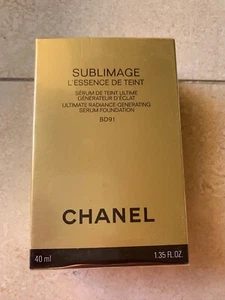 SUBLIMAGE
L'ESSENCE DE TEINT
SÉRUM DE TEINT ULTIME
GÉNÉRATEUR D'ÉCLAT
ULTIMATE RADIANCE-GENERATING
SERUM FOUNDATION
BD91
CHANEL
40 ml 1.35 FL. OZ.